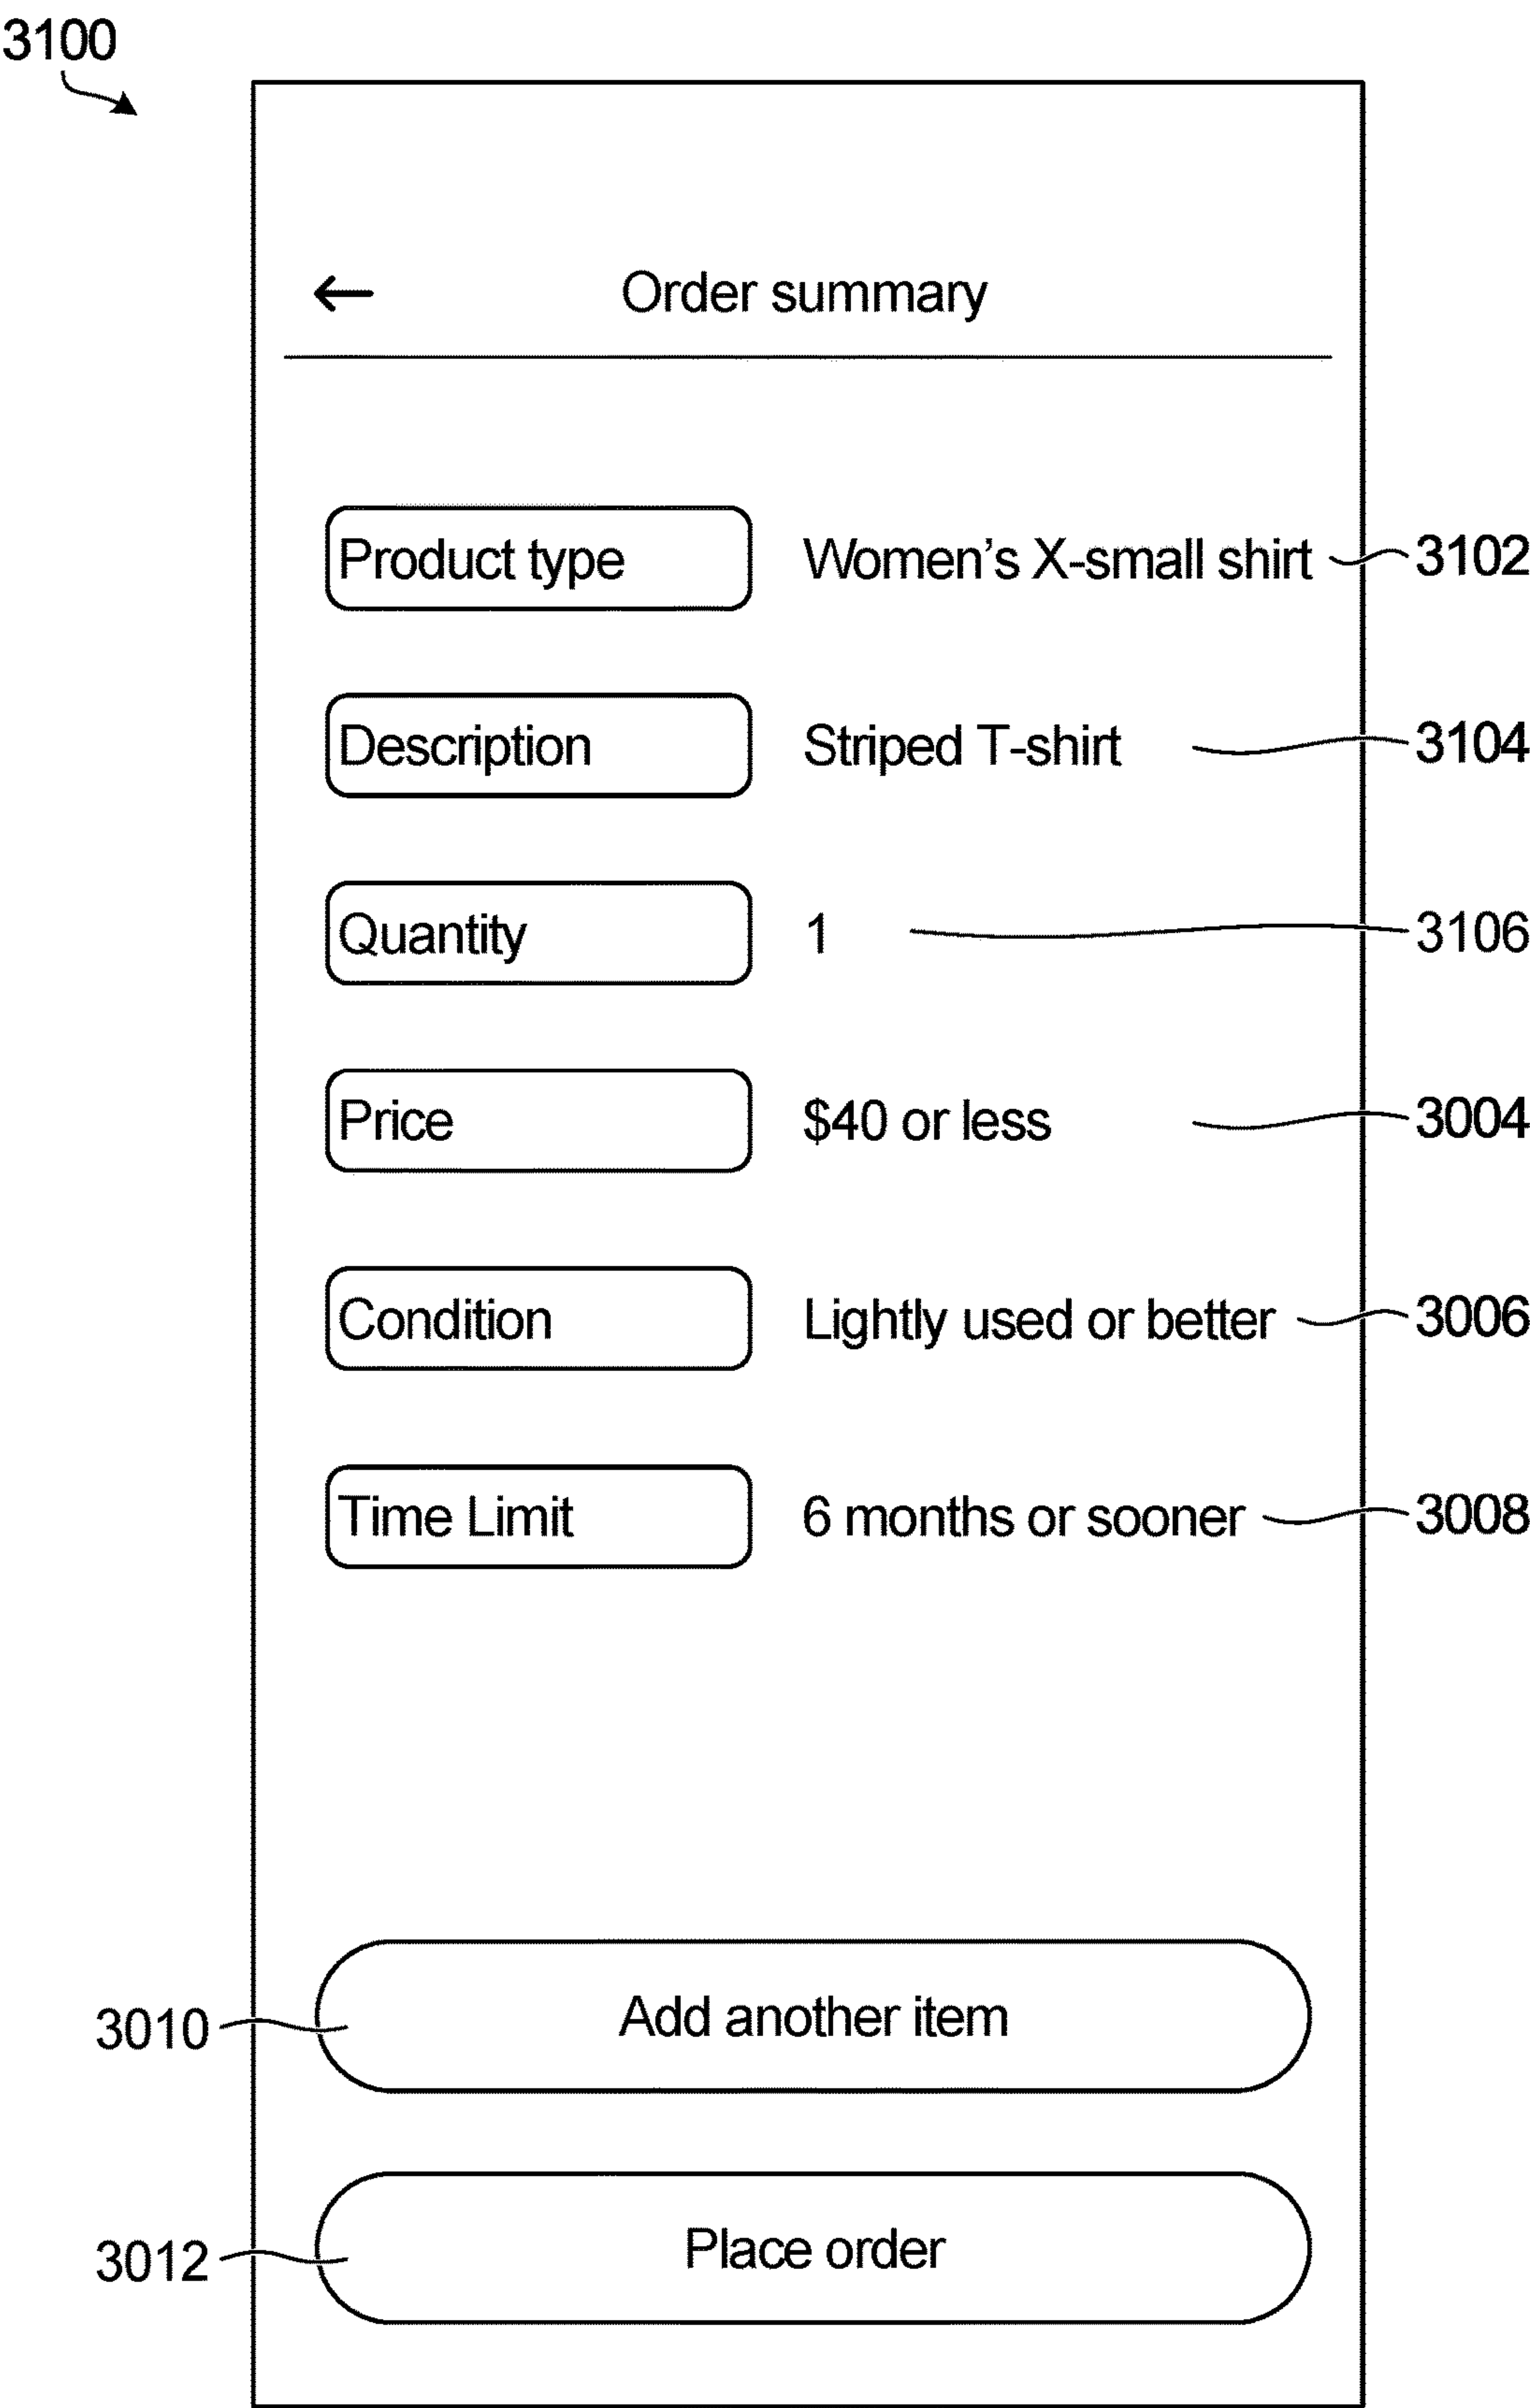 3100
← Order summary
Product type Women’s X-small shirt 3102
Description Striped T-shirt 3104
Quantity 1 3106
Price $40 or less 3004
Condition Lightly used or better 3006
Time Limit 6 months or sooner 3008
3010 Add another item
3012 Place order